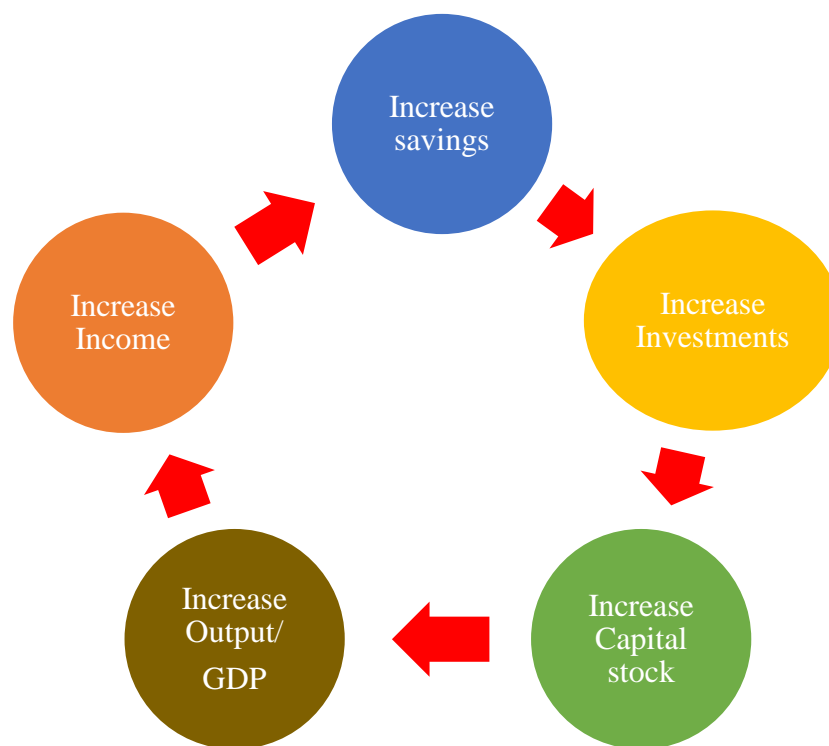 Increase
savings
Increase
Investments
Increase
Capital
stock
Increase
Output/
GDP
Increase
Income